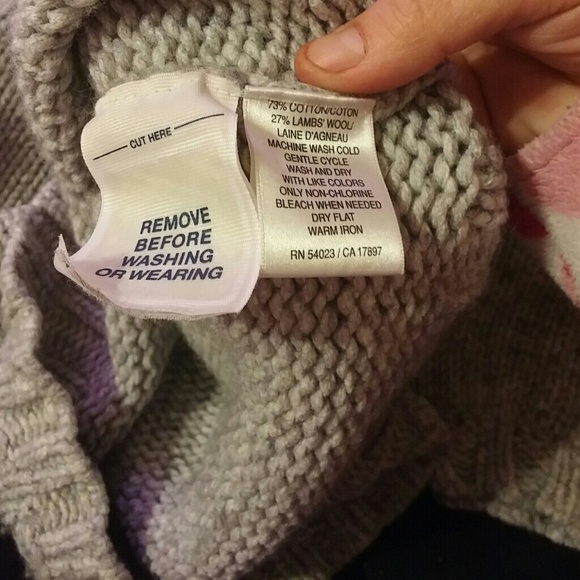 CUT HERE
REMOVE
BEFORE
WASHING
OR WEARING
73% COTTON/COTON
27% LAMBS' WOOL/
LAINE D'AGNEAU
MACHINE WASH COLD
GENTLE CYCLE
WASH AND DRY
WITH LIKE COLORS
ONLY NON-CHLORINE
BLEACH WHEN NEEDED
DRY FLAT
WARM IRON
RN 54023 / CA 17897